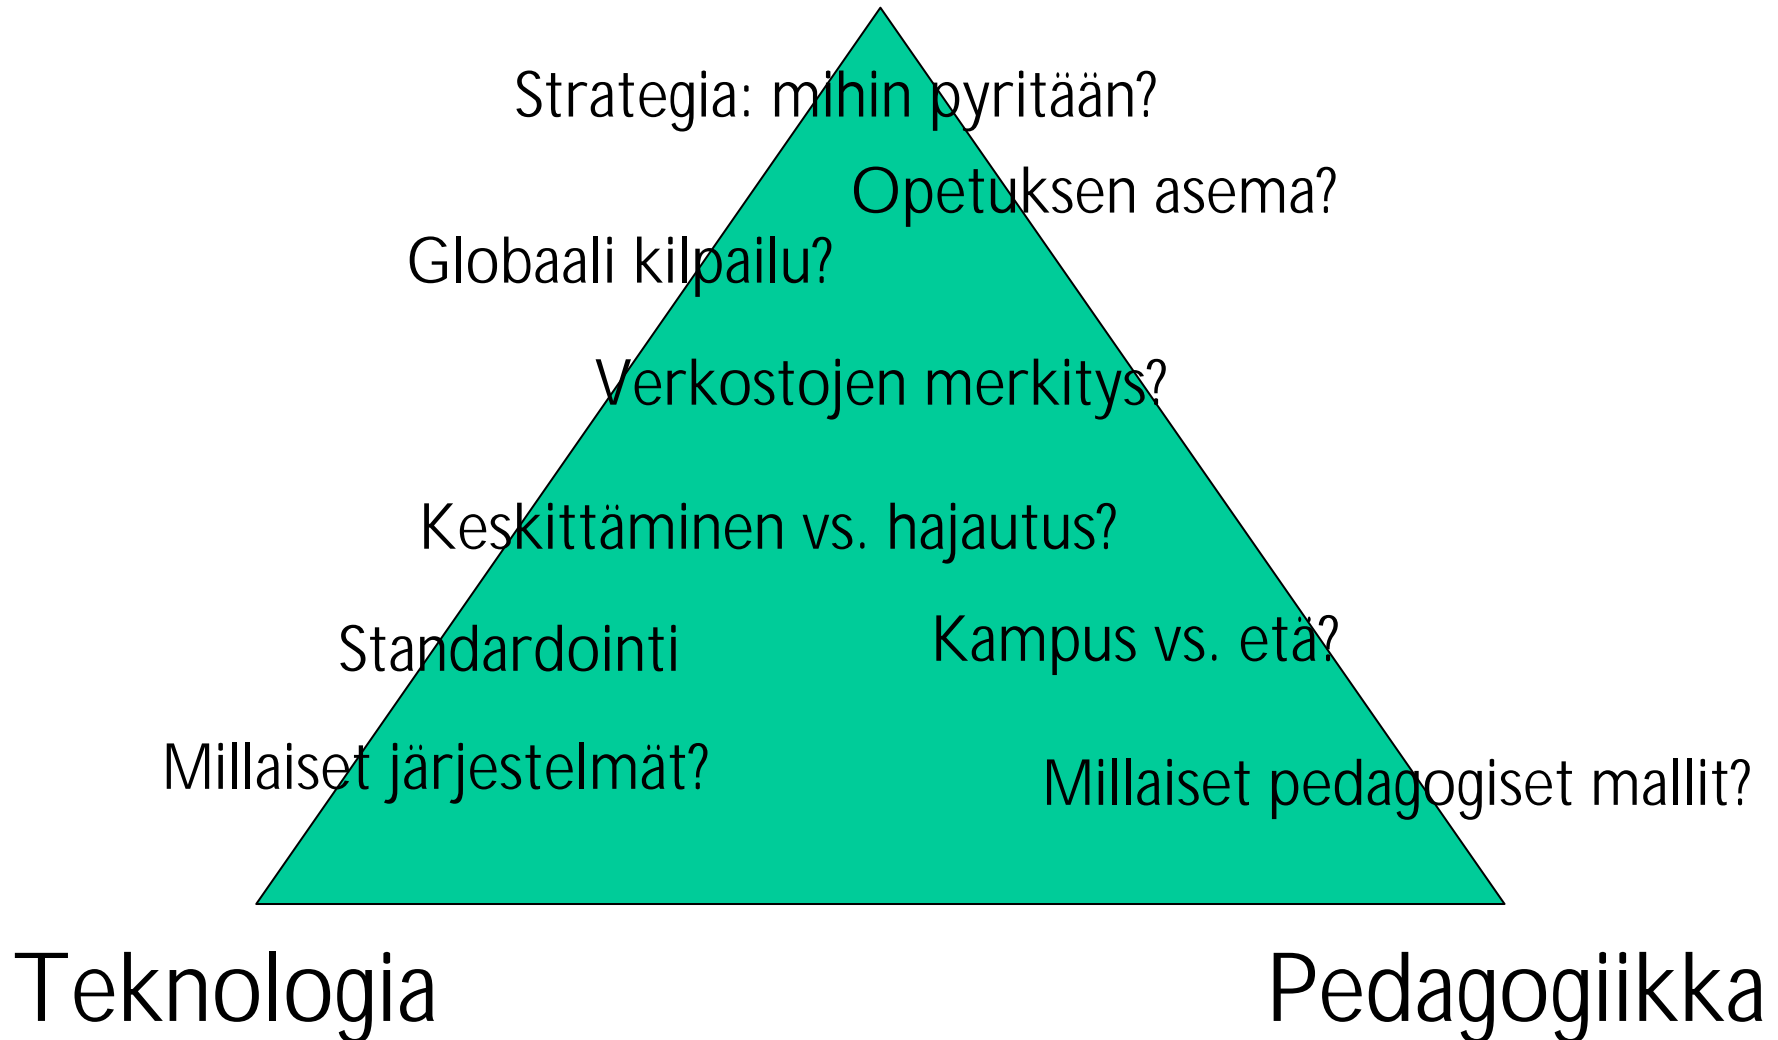 Strategia: mihin pyritään?
Opetuksen asema?
Globaali kilpailu?
Verkostojen merkitys?
Keskittäminen vs. hajautus?
Standardointi
Kampus vs. etä?
Millaiset järjestelmät?
Millaiset pedagogiset mallit?
Teknologia
Pedagogiikka